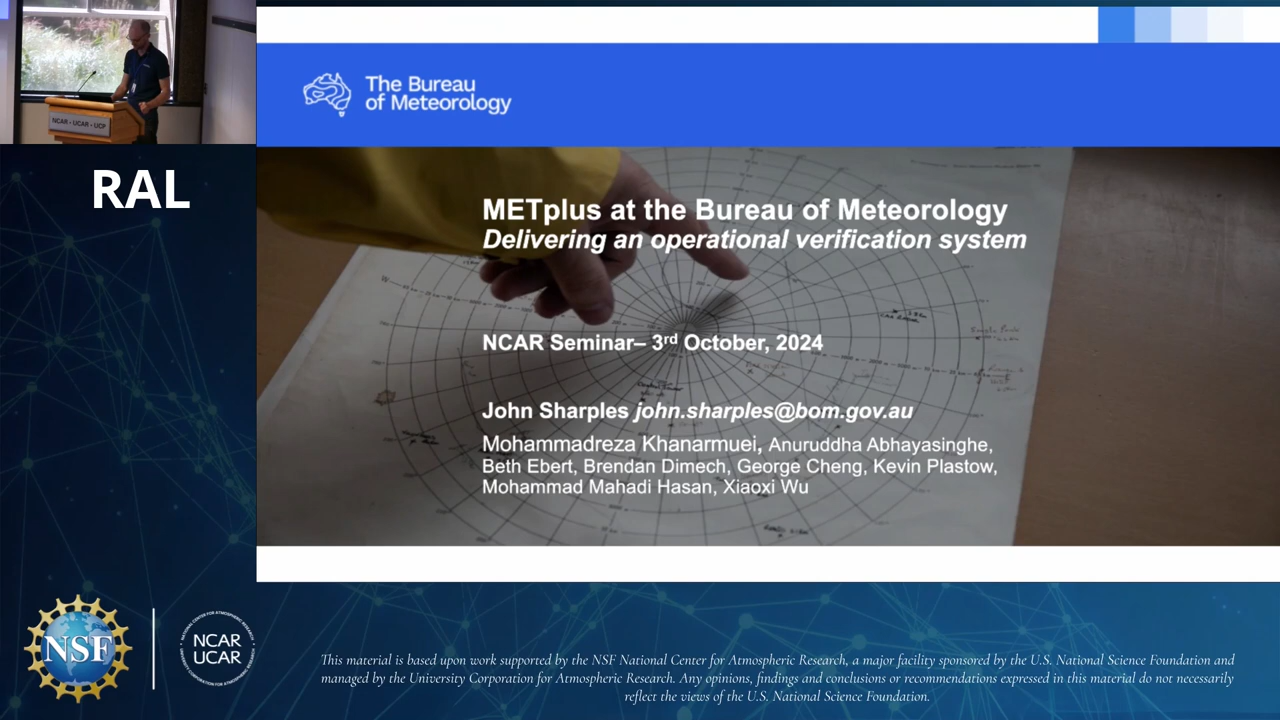 NCAR • UCAR • UCP
RAL
The Bureau
of Meteorology
METplus at the Bureau of Meteorology
Delivering an operational verification system
NCAR Seminar– 3rd October, 2024
John Sharples john.sharples@bom.gov.au
Mohammadreza Khanarmuei, Anuruddha Abhayasinghe,
Beth Ebert, Brendan Dimech, George Cheng, Kevin Plastow,
Mohammad Mahadi Hasan, Xiaoxi Wu
NSF
NCAR
UCAR
This material is based upon work supported by the NSF National Center for Atmospheric Research, a major facility sponsored by the U.S. National Science Foundation and
managed by the University Corporation for Atmospheric Research. Any opinions, findings and conclusions or recommendations expressed in this material do not necessarily
reflect the views of the U.S. National Science Foundation.